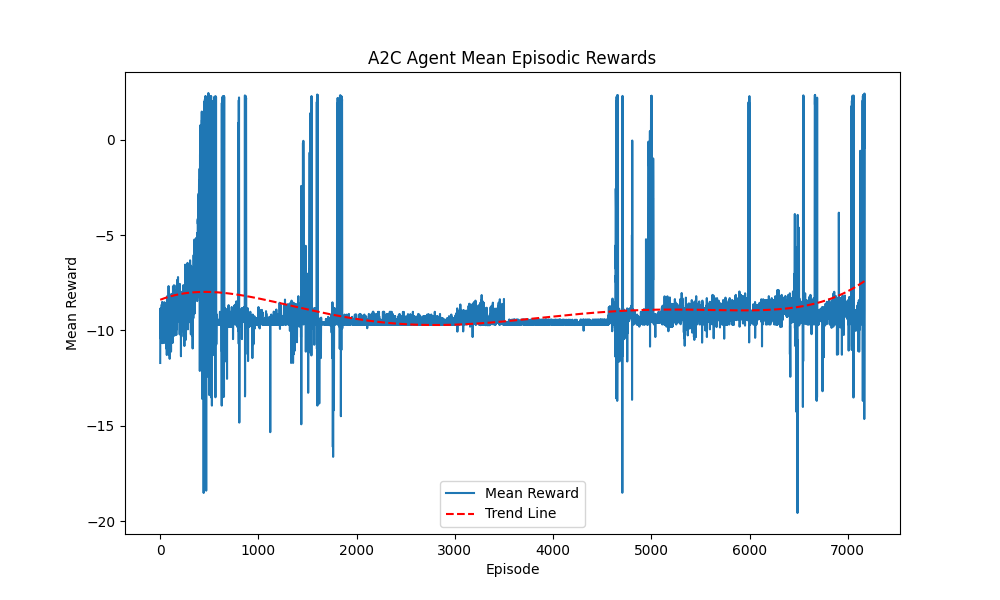 A2C Agent Mean Episodic Rewards
Mean Reward
0
−5
−10
−15
−20
Mean Reward
Trend Line
0 1000 2000 3000 4000 5000 6000 7000
Episode